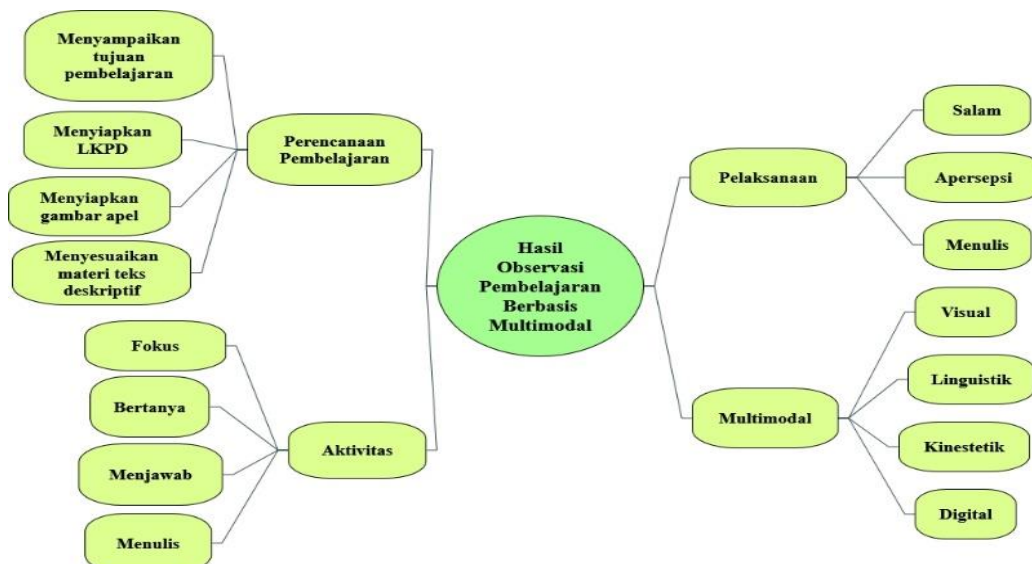 Menyampaikan
tujuan
pembelajaran
Menyiapkan
LKPD
Menyiapkan
gambar apel
Menyesuaikan
materi teks
deskriptif
Perencanaan
Pembelajaran
Fokus
Bertanya
Menjawab
Menulis
Aktivitas
Hasil
Observasi
Pembelajaran
Berbasis
Multimodal
Pelaksanaan
Salam
Apersepsi
Menulis
Multimodal
Visual
Linguistik
Kinestetik
Digital